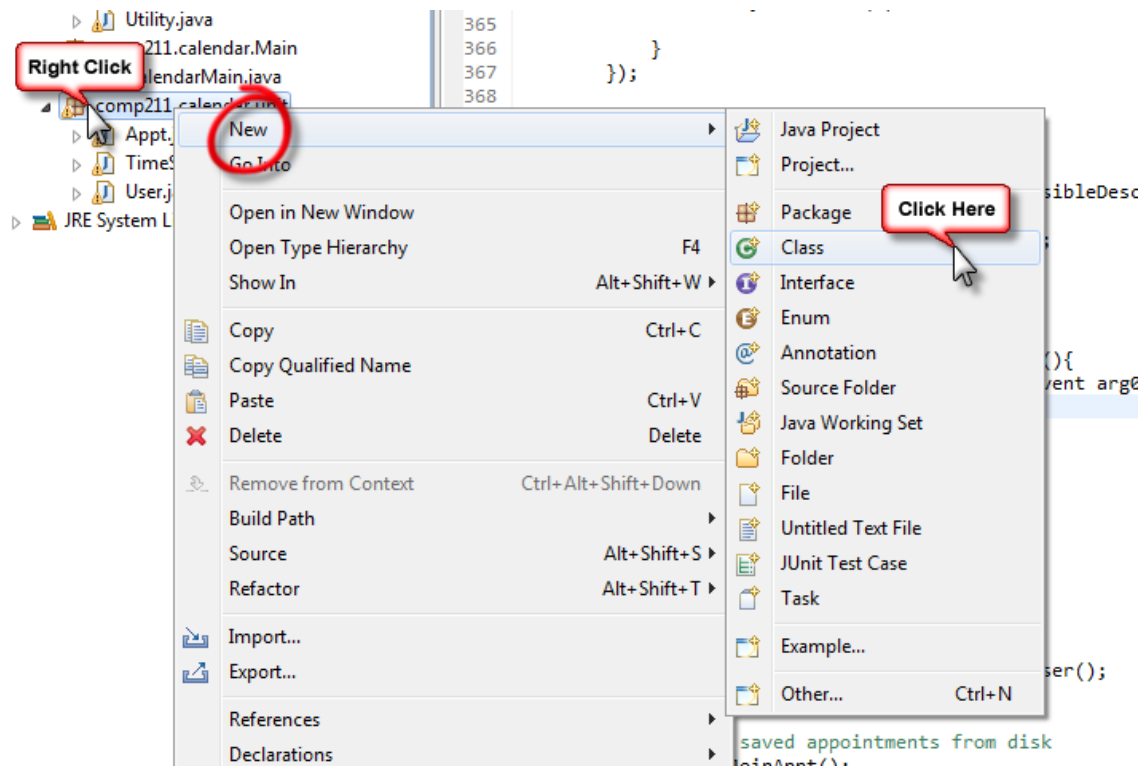 Utility.java
211.calendar.Main
Right Click
alendarMain.java
comp211.calendar.unit
Appt.j
TimeS
User.j
JRE System Li
365
366 }
367 });
368
New
Go Into
Open in New Window
Open Type Hierarchy F4
Show In Alt+Shift+W
Copy Ctrl+C
Copy Qualified Name
Paste Ctrl+V
Delete Delete
Remove from Context Ctrl+Alt+Shift+Down
Build Path
Source Alt+Shift+S
Refactor Alt+Shift+T
Import...
Export...
References
Declarations
Java Project
Project...
Package
Click Here
Class
Interface
Enum
Annotation
Source Folder
Java Working Set
Folder
File
Untitled Text File
JUnit Test Case
Task
Example...
Other... Ctrl+N
sibleDesc
;
(){
vent arg0
ser();
saved appointments from disk